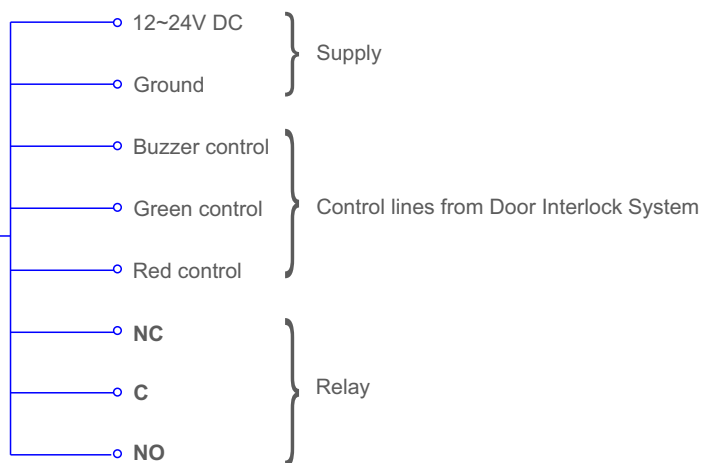 12~24V DC
Supply
Ground
Buzzer control
Green control
Control lines from Door Interlock System
Red control
NC
C
Relay
NO